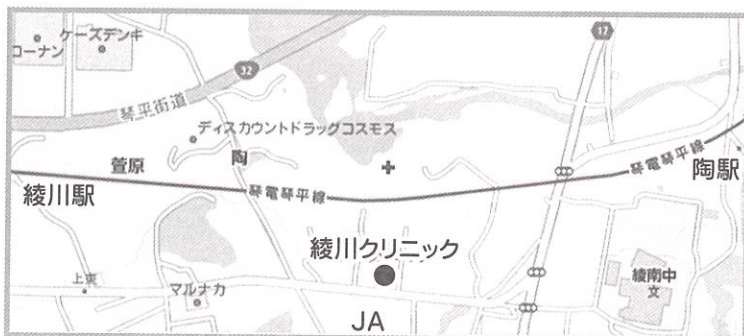 コーナン
ケーズデンキ
32
17
琴平街道
ディスカウントドラッグコスモス
萱原
陶
琴電琴平線
琴電琴平線
陶駅
綾川駅
綾川クリニック
上東
マルナカ
綾南中
文
JA